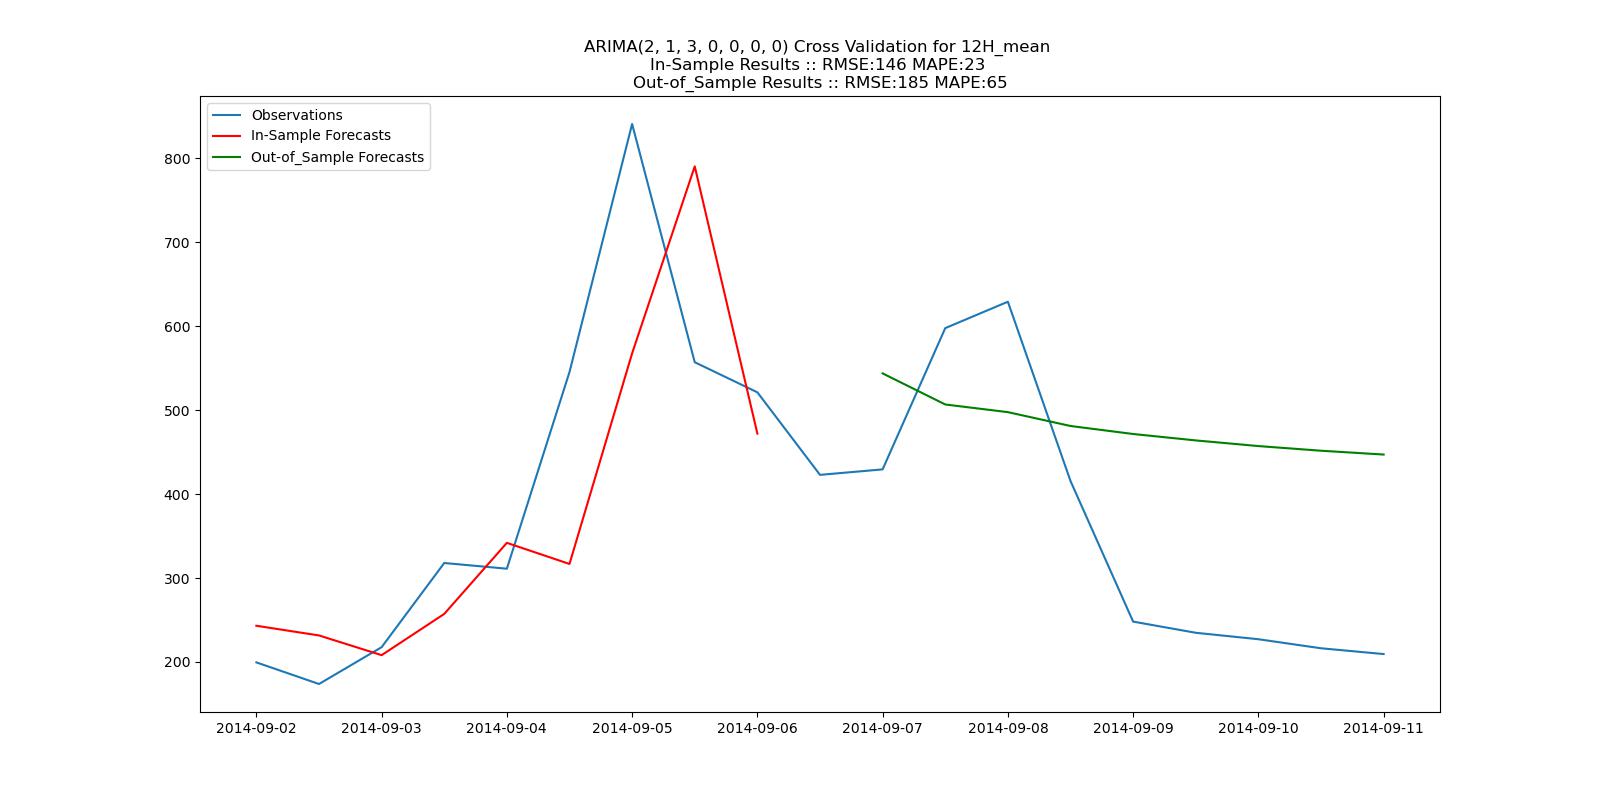 ARIMA(2, 1, 3, 0, 0, 0, 0) Cross Validation for 12H_mean
In-Sample Results :: RMSE:146 MAPE:23
Out-of_Sample Results :: RMSE:185 MAPE:65
Observations
In-Sample Forecasts
Out-of_Sample Forecasts
800
700
600
500
400
300
200
2014-09-02 2014-09-03 2014-09-04 2014-09-05 2014-09-06 2014-09-07 2014-09-08 2014-09-09 2014-09-10 2014-09-11